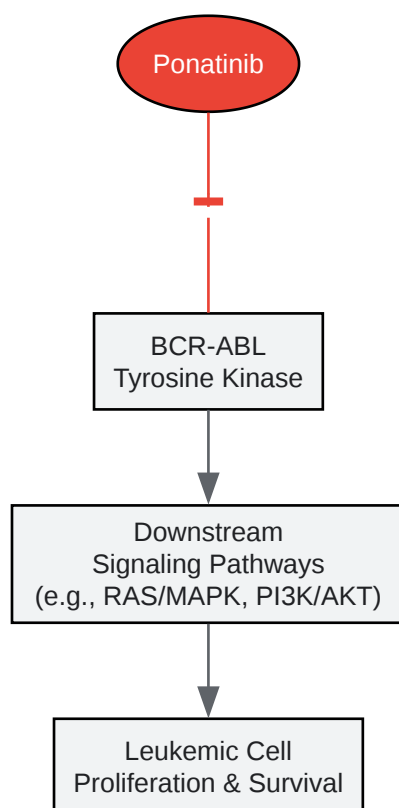 Ponatinib
BCR-ABL
Tyrosine Kinase
Downstream
Signaling Pathways
(e.g., RAS/MAPK, PI3K/AKT)
Leukemic Cell
Proliferation & Survival